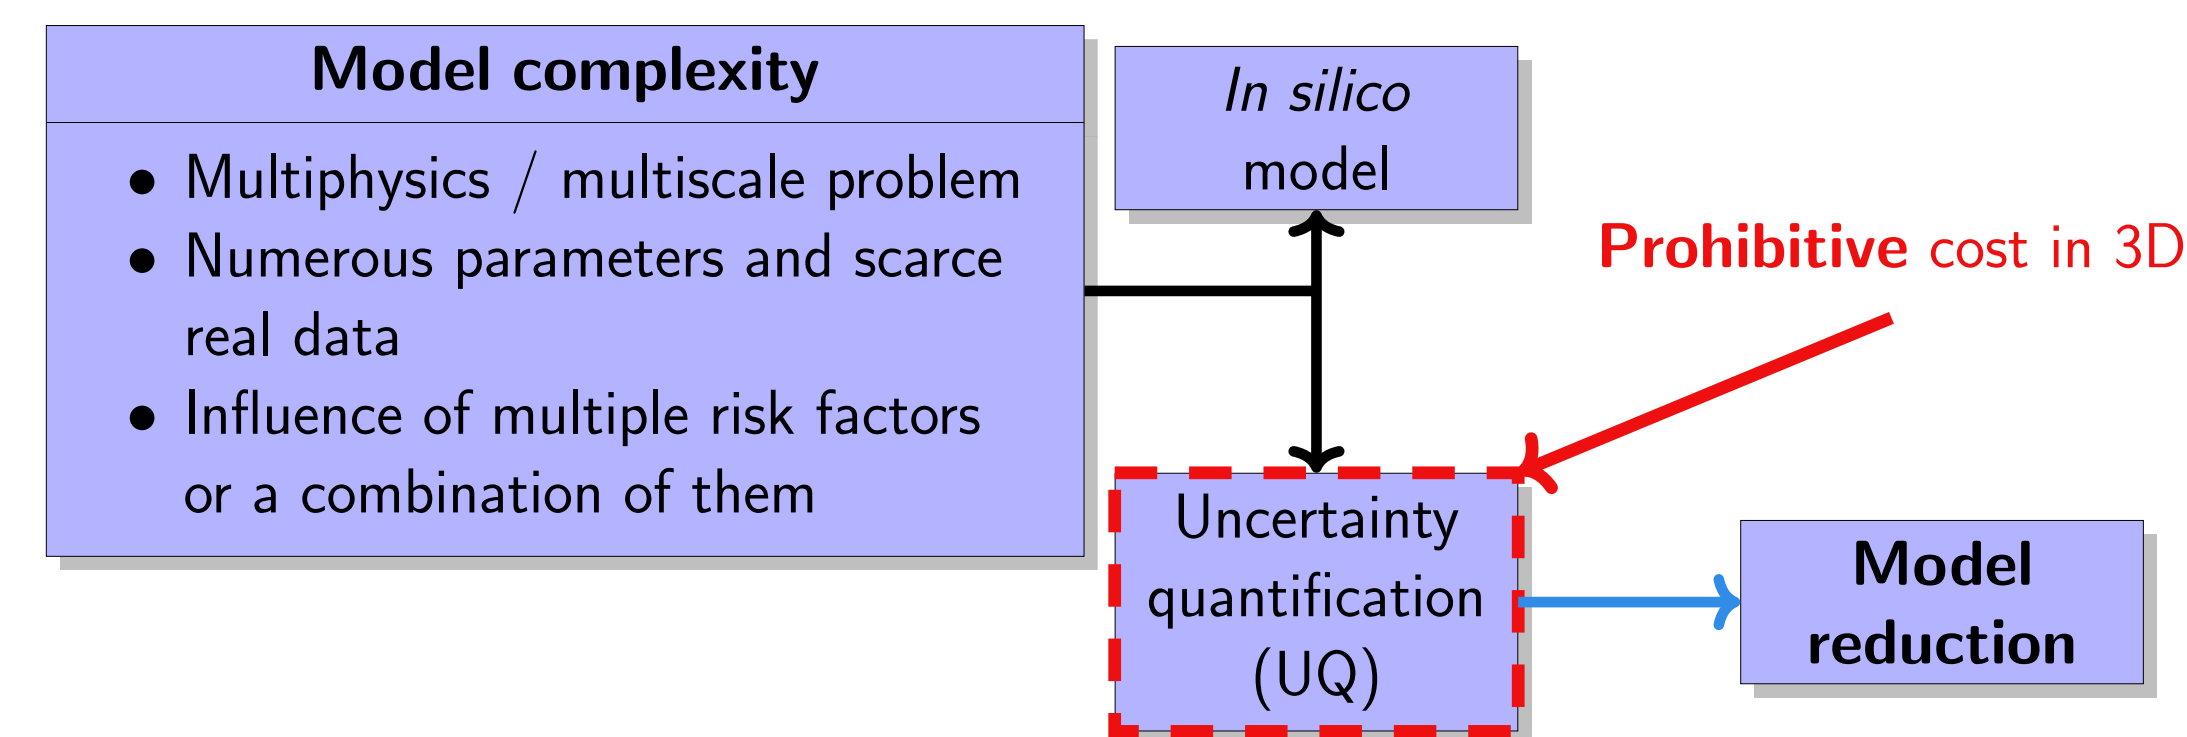 Model complexity
• Multiphysics / multiscale problem
• Numerous parameters and scarce
real data
• Influence of multiple risk factors
or a combination of them
In silico
model
Prohibitive cost in 3D
Uncertainty
quantification
(UQ)
Model
reduction